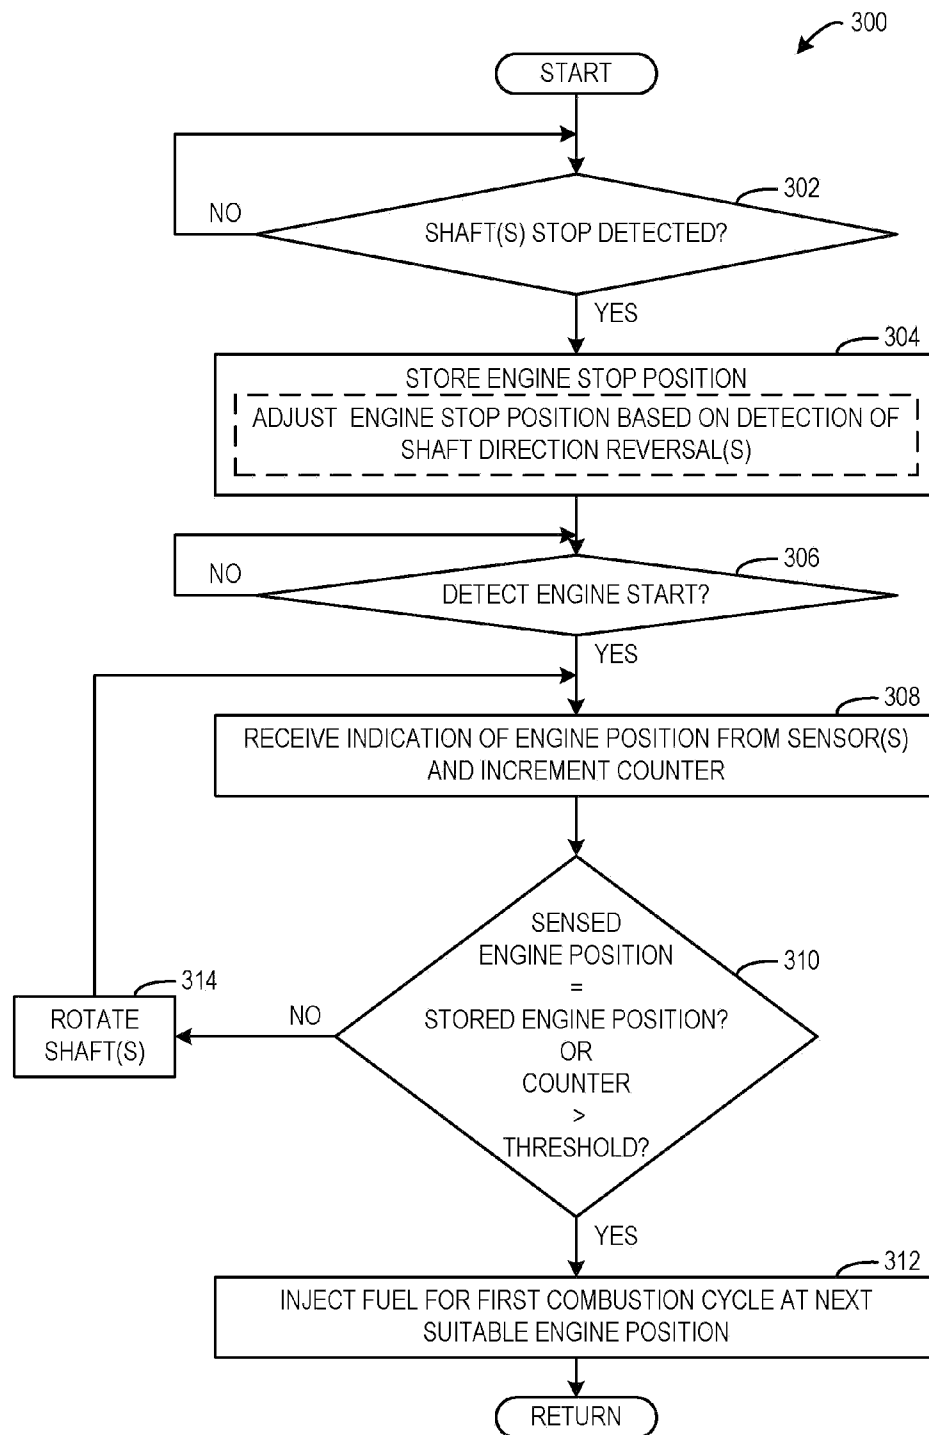 300
START
302
NO
SHAFT(S) STOP DETECTED?
YES
304
STORE ENGINE STOP POSITION
ADJUST ENGINE STOP POSITION BASED ON DETECTION OF
SHAFT DIRECTION REVERSAL(S)
306
NO
DETECT ENGINE START?
YES
308
RECEIVE INDICATION OF ENGINE POSITION FROM SENSOR(S)
AND INCREMENT COUNTER
SENSED
ENGINE POSITION
=
STORED ENGINE POSITION?
OR
COUNTER
>
THRESHOLD?
310
314
NO
ROTATE
SHAFT(S)
YES
312
INJECT FUEL FOR FIRST COMBUSTION CYCLE AT NEXT
SUITABLE ENGINE POSITION
RETURN